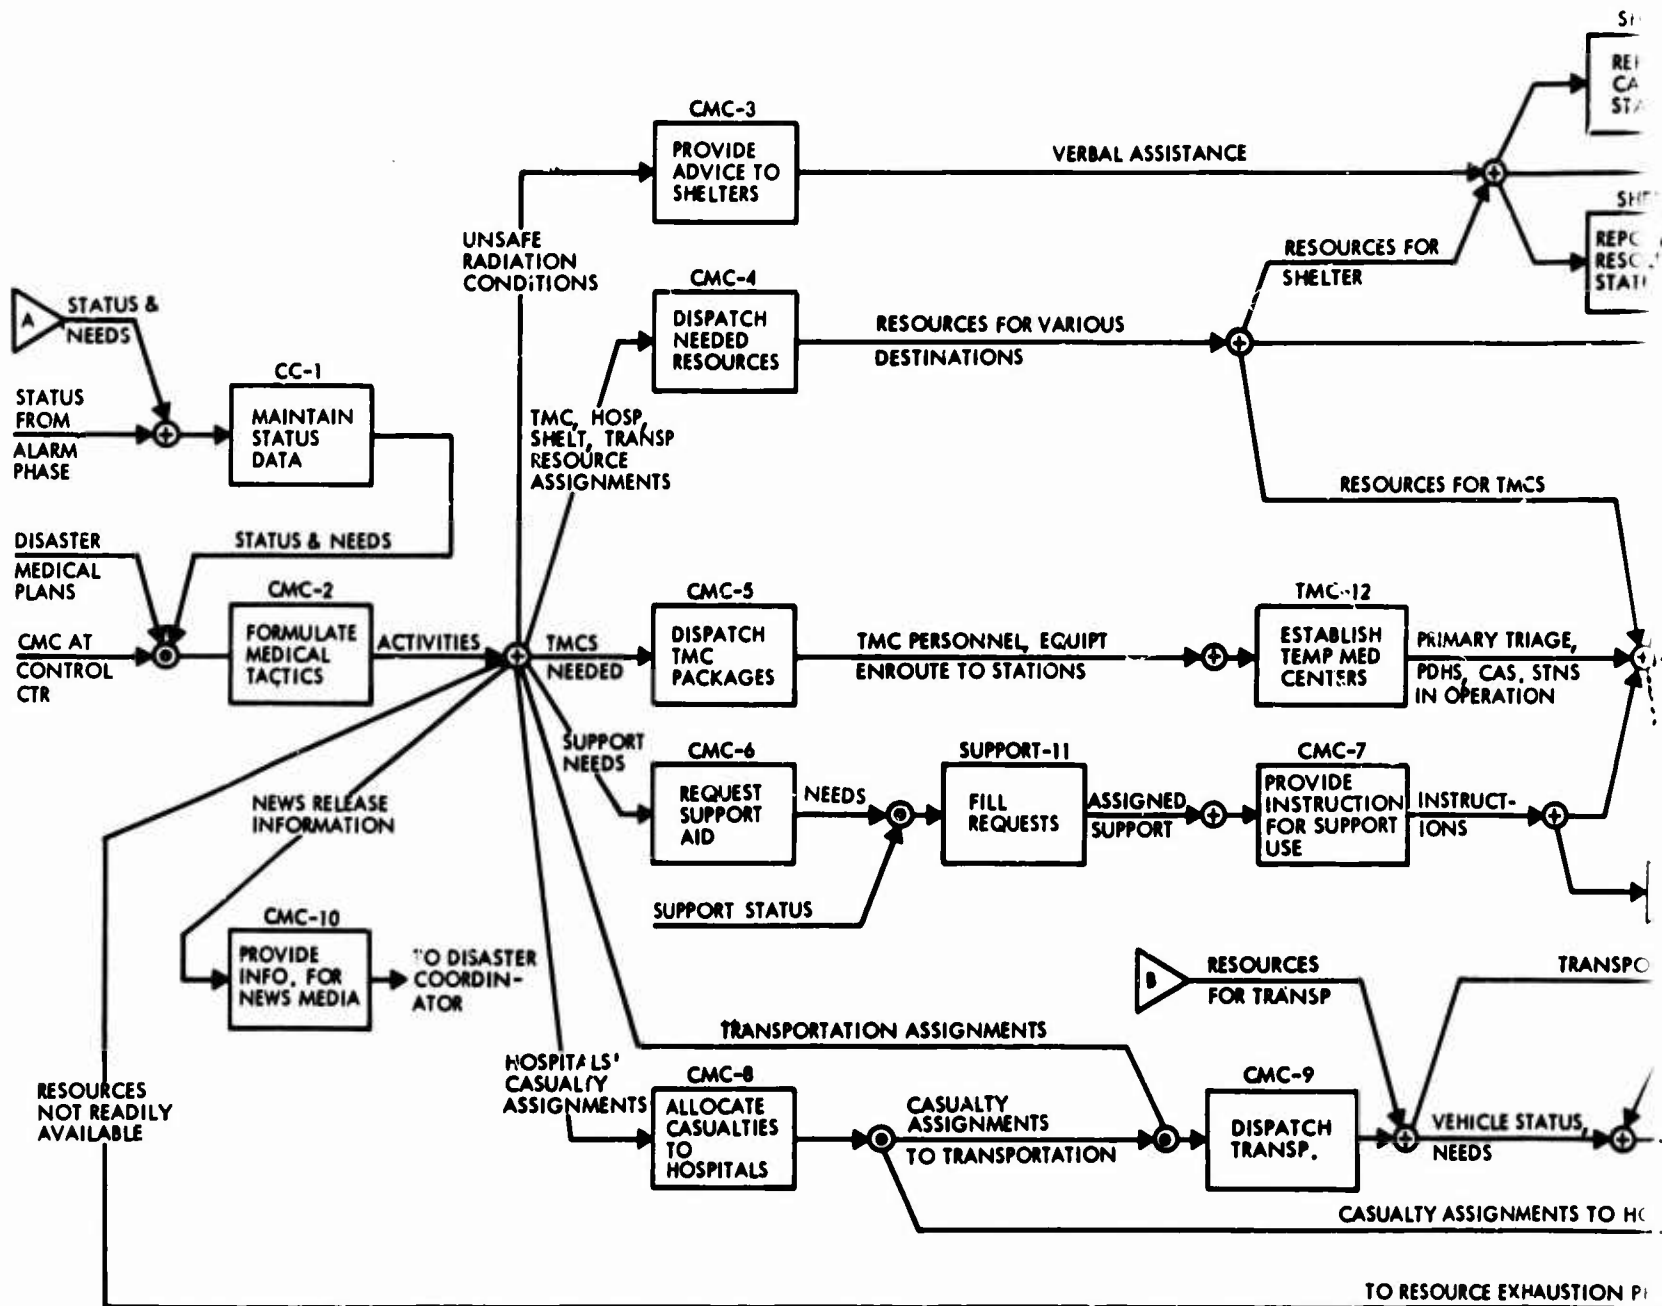 CMC-3
PROVIDE
ADVICE TO
SHELTERS
VERBAL ASSISTANCE
UNSAFE
RADIATION
CONDITIONS
RESOURCES FOR
SHELTER
CMC-4
DISPATCH
NEEDED
RESOURCES
RESOURCES FOR VARIOUS
DESTINATIONS
A
STATUS &
NEEDS
STATUS
FROM
ALARM
PHASE
CC-1
MAINTAIN
STATUS
DATA
TMC, HOSP,
SHELT, TRANSP
RESOURCE
ASSIGNMENTS
RESOURCES FOR TMCS
DISASTER
MEDICAL
PLANS
STATUS & NEEDS
CMC AT
CONTROL
CTR
CMC-2
FORMULATE
MEDICAL
TACTICS
ACTIVITIES
TMCS
NEEDED
CMC-5
DISPATCH
TMC
PACKAGES
TMC PERSONNEL, EQUIPT
ENROUTE TO STATIONS
TMC-12
ESTABLISH
TEMP MED
CENTERS
PRIMARY TRIAGE,
PDHS, CAS. STNS
IN OPERATION
SUPPORT
NEEDS
CMC-6
REQUEST
SUPPORT
AID
NEEDS
SUPPORT-11
FILL
REQUESTS
ASSIGNED
SUPPORT
CMC-7
PROVIDE
INSTRUCTION
FOR SUPPORT
USE
INSTRUCT-
IONS
SUPPORT STATUS
NEWS RELEASE
INFORMATION
CMC-10
PROVIDE
INFO. FOR
NEWS MEDIA
TO DISASTER
COORDIN-
ATOR
B
RESOURCES
FOR TRANSP
TRANSPORTATION ASSIGNMENTS
HOSPITALS'
CASUALTY
ASSIGNMENTS
CMC-8
ALLOCATE
CASUALTIES
TO
HOSPITALS
CASUALTY
ASSIGNMENTS
TO TRANSPORTATION
CMC-9
DISPATCH
TRANSP.
VEHICLE STATUS,
NEEDS
RESOURCES
NOT READILY
AVAILABLE
CASUALTY ASSIGNMENTS TO
TO RESOURCE EXHAUSTION